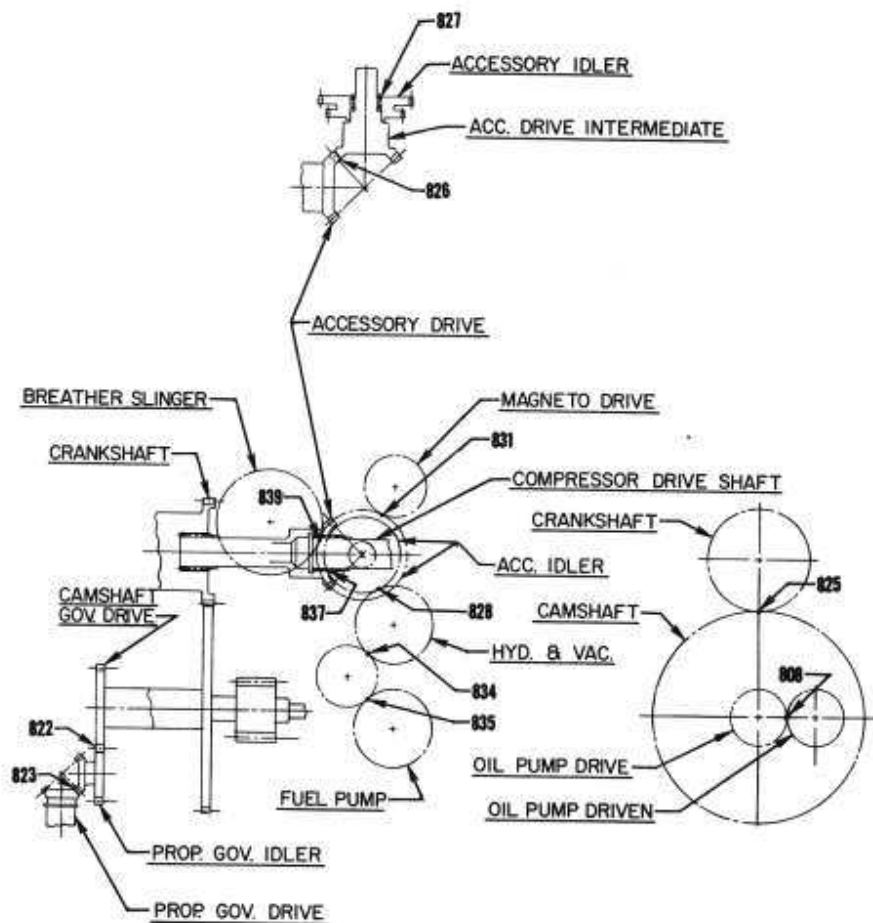 827
ACCESSORY IDLER
ACC. DRIVE INTERMEDIATE
826
ACCESSORY DRIVE
BREATHER SLINGER
MAGNETO DRIVE
831
CRANKSHAFT
COMPRESSOR DRIVE SHAFT
839
CRANKSHAFT
ACC. IDLER
CAMSHAFT
GOV. DRIVE
837
828
825
CAMSHAFT
HYD. & VAC.
834
808
835
822
823
OIL PUMP DRIVE
FUEL PUMP
OIL PUMP DRIVEN
PROP. GOV. IDLER
PROP. GOV. DRIVE